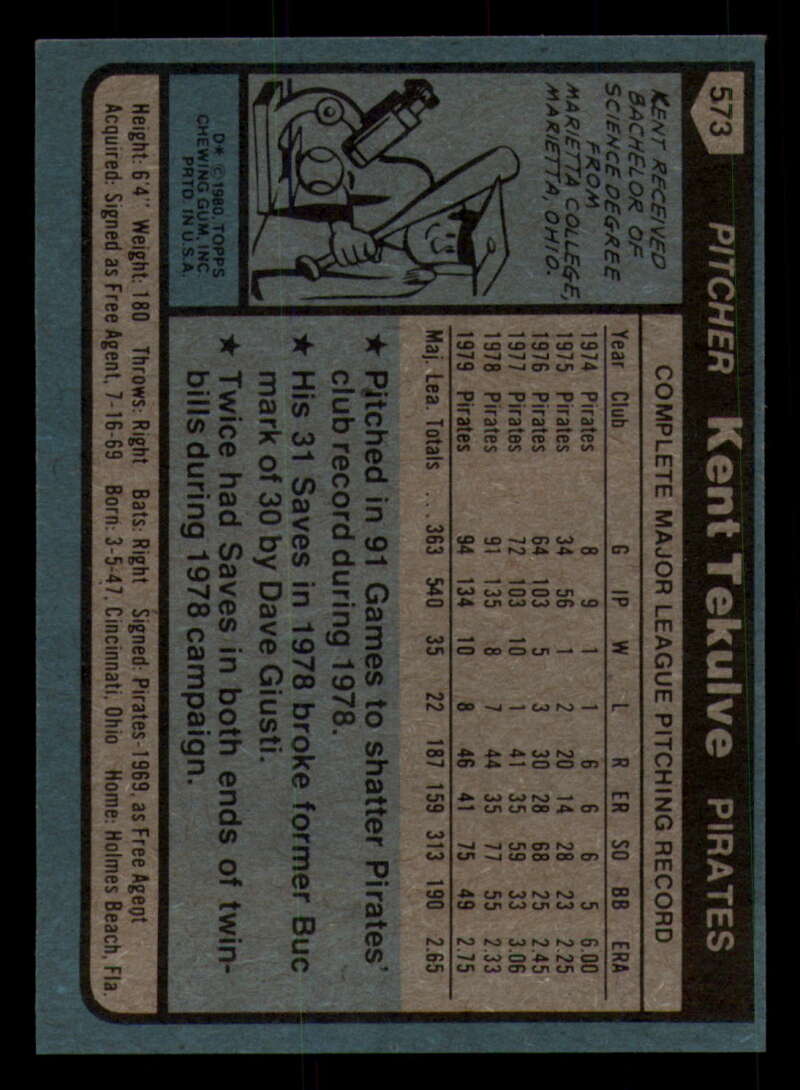 573 PITCHER Kent Tekulve PIRATES
KENT RECEIVED
BACHELOR OF
SCIENCE DEGREE
FROM
MARIETTA COLLEGE,
MARIETTA, OHIO.
D* © 1980 TOPPS
CHEWING GUM, INC.
PRTD. IN U.S.A.
COMPLETE MAJOR LEAGUE PITCHING RECORD
Year Club G IP W L R ER SO BB ERA
1974 Pirates 8 9 1 1 6 6 6 5 6.00
1975 Pirates 34 56 1 2 20 14 28 23 2.25
1976 Pirates 64 103 5 3 30 28 68 25 2.45
1977 Pirates 72 103 10 1 41 35 59 33 3.06
1978 Pirates 91 135 8 7 44 35 77 55 2.33
1979 Pirates 94 134 10 8 46 41 75 49 2.75
Maj. Lea. Totals ... 363 540 35 22 187 159 313 190 2.65
★ Pitched in 91 Games to shatter Pirates'
club record during 1978.
★ His 31 Saves in 1978 broke former Buc
mark of 30 by Dave Giusti.
★ Twice had Saves in both ends of twin-
bills during 1978 campaign.
Height: 6'4" Weight: 180 Throws: Right Bats: Right Signed: Pirates-1969, as Free Agent
Acquired: Signed as Free Agent, 7-16-69 Born: 3-5-47, Cincinnati, Ohio Home: Holmes Beach, Fla.